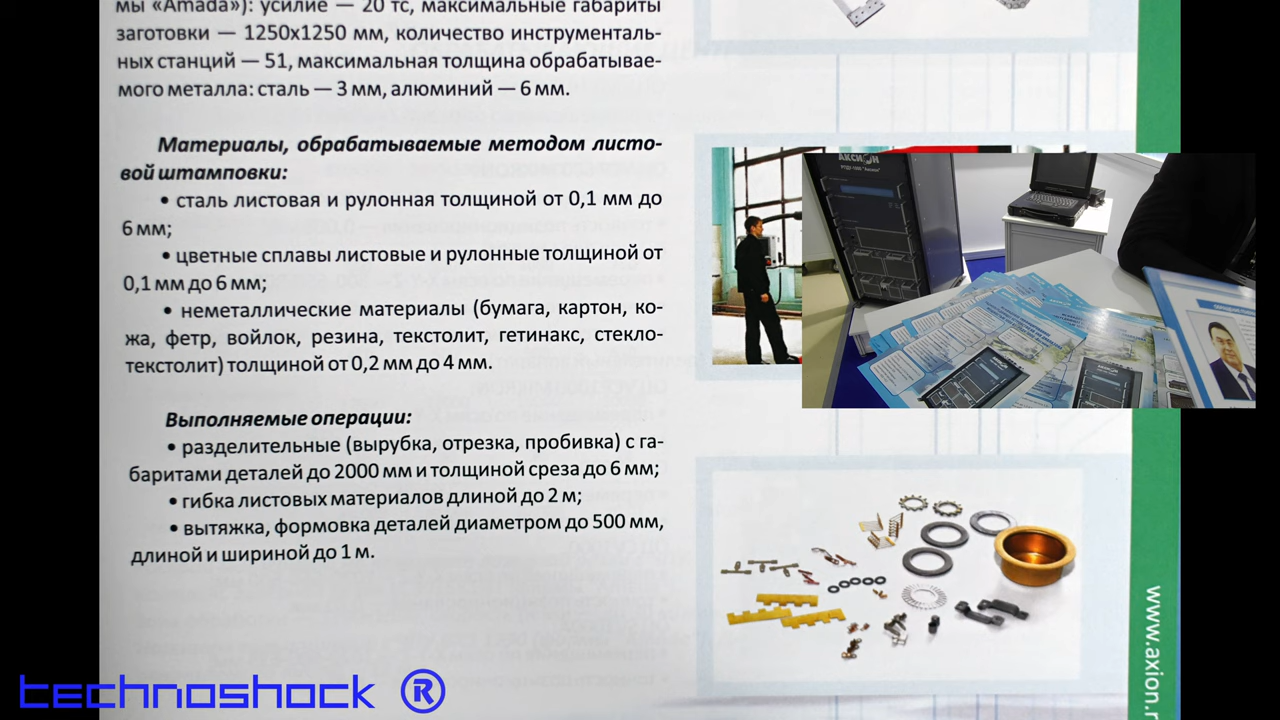 мы «Amada»): усилие — 20 тс, максимальные габариты
заготовки — 1250x1250 мм, количество инструменталь-
ных станций — 51, максимальная толщина обрабатывае-
мого металла: сталь — 3 мм, алюминий — 6 мм.
Материалы, обрабатываемые методом листо-
вой штамповки:
• сталь листовая и рулонная толщиной от 0,1 мм до
6 мм;
• цветные сплавы листовые и рулонные толщиной от
0,1 мм до 6 мм;
• неметаллические материалы (бумага, картон, ко-
жа, фетр, войлок, резина, текстолит, гетинакс, стекло-
текстолит) толщиной от 0,2 мм до 4 мм.
Выполняемые операции:
• разделительные (вырубка, отрезка, пробивка) с га-
баритами деталей до 2000 мм и толщиной среза до 6 мм;
• гибка листовых материалов длиной до 2 м;
• вытяжка, формовка деталей диаметром до 500 мм,
длиной и шириной до 1 м.
АКСИОН
www.axion.r
technoshock ®